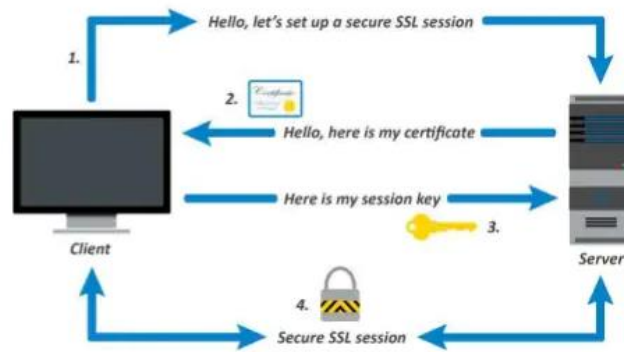 Hello, let's set up a secure SSL session
1.
2.
Certificate
Hello, here is my certificate
Here is my session key
3.
Client
Server
4.
Secure SSL session